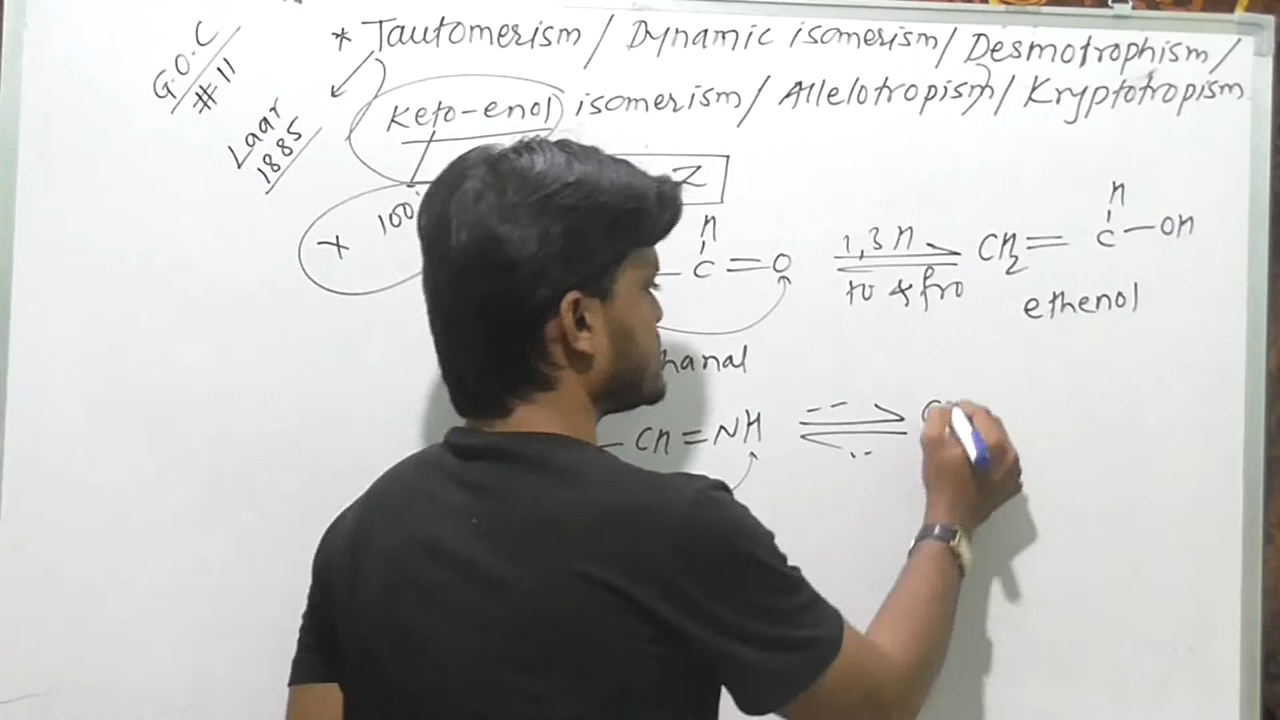 G.O.C
#11
Laar
1885
* Tautomerism / Dynamic isomerism / Desmotrophism /
Keto-enol isomerism / Allelotropism / Kryptotropism
100
X
Z
H
C=O
1,3 H
to & fro
H
CH2=C-OH
hanal
ethenol
-CH=NH